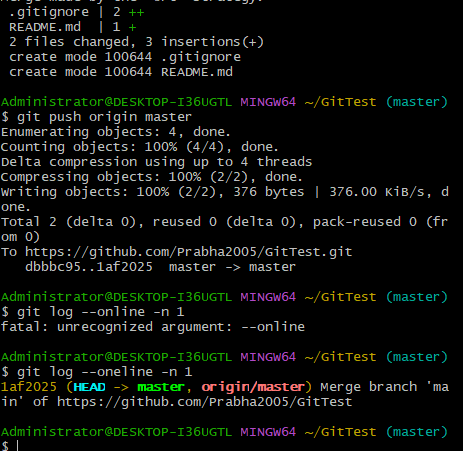 .gitignore | 2 ++
 README.md  | 1 +
 2 files changed, 3 insertions(+)
 create mode 100644 .gitignore
 create mode 100644 README.md

Administrator@DESKTOP-I36UGTL MINGW64 ~/GitTest (master)
$ git push origin master
Enumerating objects: 4, done.
Counting objects: 100% (4/4), done.
Delta compression using up to 4 threads
Compressing objects: 100% (2/2), done.
Writing objects: 100% (2/2), 376 bytes | 376.00 KiB/s, d
one.
Total 2 (delta 0), reused 0 (delta 0), pack-reused 0 (fr
om 0)
To https://github.com/Prabha2005/GitTest.git
   dbbbc95..1af2025  master -> master

Administrator@DESKTOP-I36UGTL MINGW64 ~/GitTest (master)
$ git log --online -n 1
fatal: unrecognized argument: --online

Administrator@DESKTOP-I36UGTL MINGW64 ~/GitTest (master)
$ git log --oneline -n 1
1af2025 (HEAD -> master, origin/master) Merge branch 'ma
in' of https://github.com/Prabha2005/GitTest

Administrator@DESKTOP-I36UGTL MINGW64 ~/GitTest (master)
$